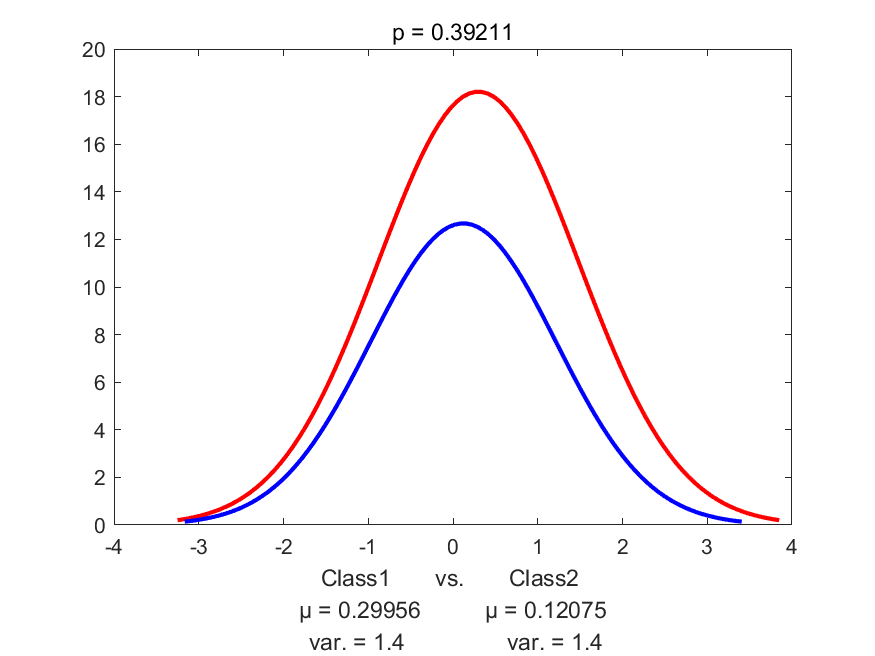 p = 0.39211
20
18
16
14
12
10
8
6
4
2
0
-4 -3 -2 -1 0 1 2 3 4
Class1 vs. Class2
μ = 0.29956 μ = 0.12075
var. = 1.4 var. = 1.4